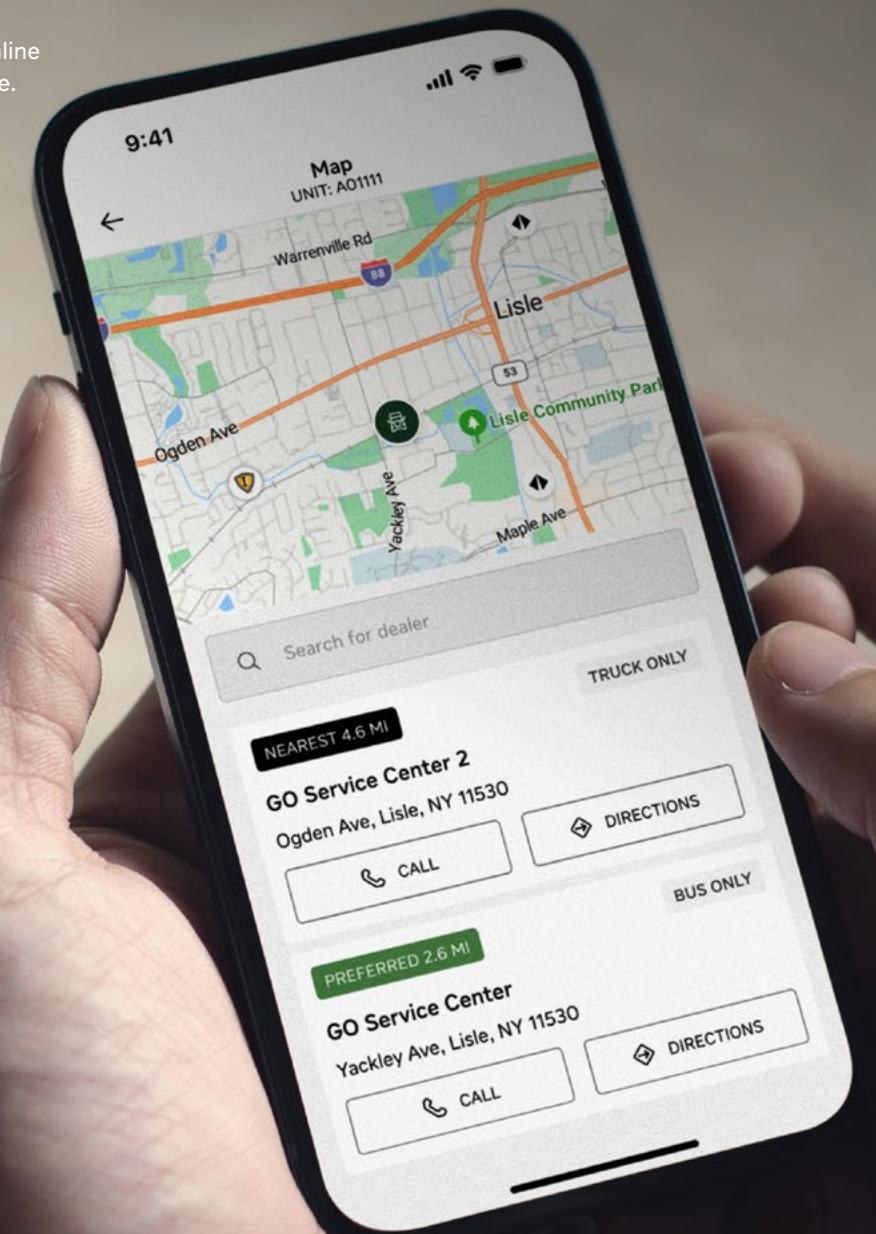 line
e.
9:41
Map
UNIT: A01111
Warrenville Rd
88
Lisle
53
Lisle Community Park
Ogden Ave
Yackley Ave
Maple Ave
Search for dealer
TRUCK ONLY
NEAREST 4.6 MI
GO Service Center 2
Ogden Ave, Lisle, NY 11530
CALL
DIRECTIONS
BUS ONLY
PREFERRED 2.6 MI
GO Service Center
Yackley Ave, Lisle, NY 11530
CALL
DIRECTIONS